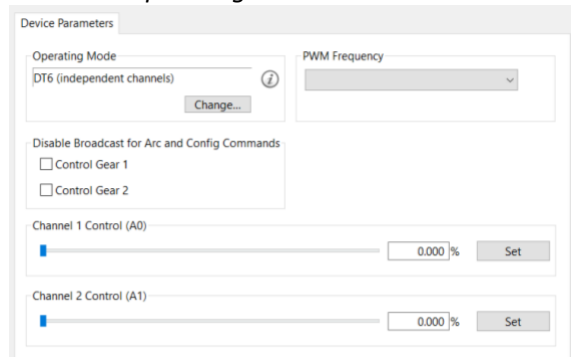 Device Parameters
Operating Mode
DT6 (independent channels)
i
Change...
PWM Frequency
Disable Broadcast for Arc and Config Commands
Control Gear 1
Control Gear 2
Channel 1 Control (A0)
0.000 % Set
Channel 2 Control (A1)
0.000 % Set